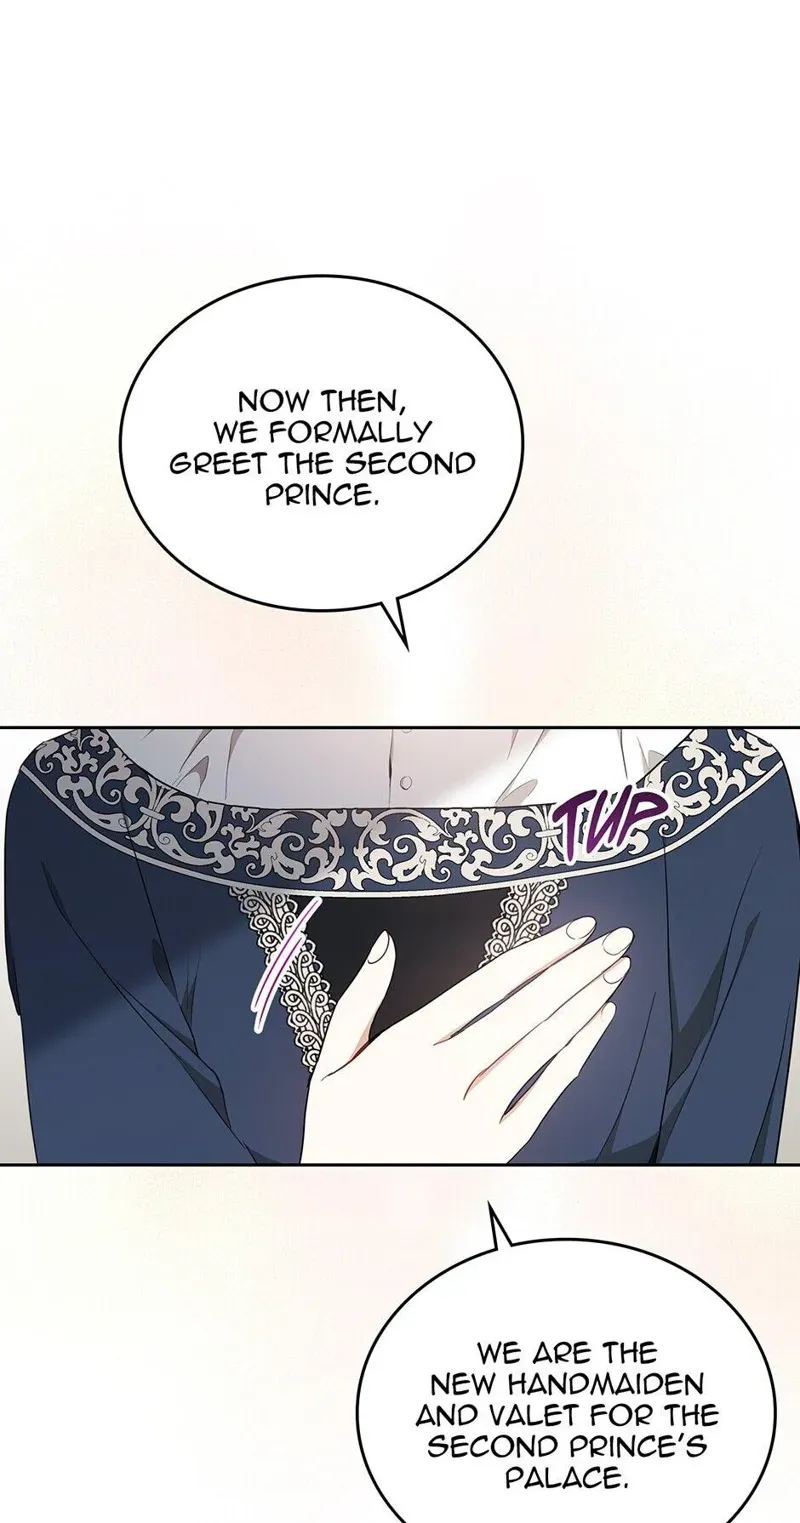 NOW THEN,
WE FORMALLY
GREET THE SECOND
PRINCE.
TUP
WE ARE THE
NEW HANDMAIDEN
AND VALET FOR THE
SECOND PRINCE'S
PALACE.